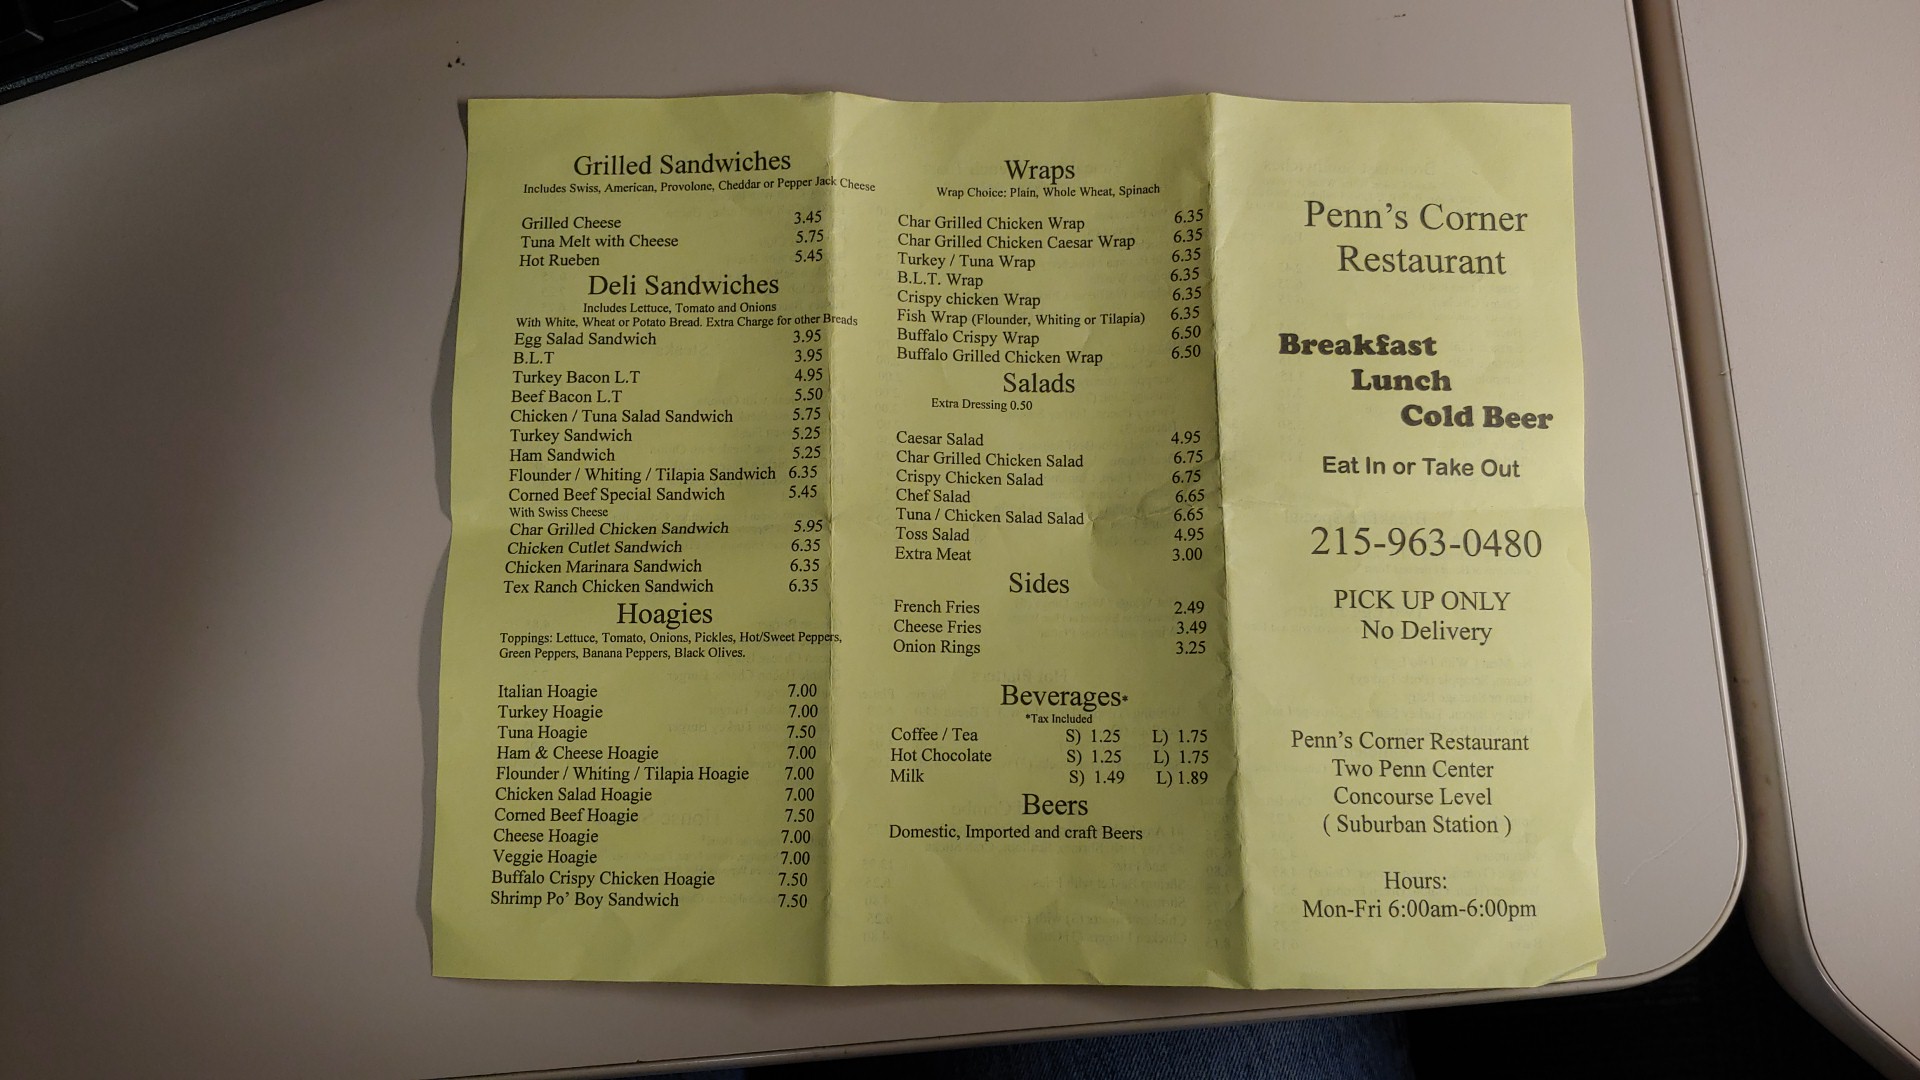 Grilled Sandwiches
Includes Swiss, American, Provolone, Cheddar or Pepper Jack Cheese
Grilled Cheese 3.45
Tuna Melt with Cheese 5.75
Hot Rueben 5.45
Deli Sandwiches
Includes Lettuce, Tomato and Onions
With White, Wheat or Potato Bread. Extra Charge for other Breads
Egg Salad Sandwich 3.95
B.L.T 3.95
Turkey Bacon L.T 4.95
Beef Bacon L.T 5.50
Chicken / Tuna Salad Sandwich 5.75
Turkey Sandwich 5.25
Ham Sandwich 5.25
Flounder / Whiting / Tilapia Sandwich 6.35
Corned Beef Special Sandwich 5.45
With Swiss Cheese
Char Grilled Chicken Sandwich 5.95
Chicken Cutlet Sandwich 6.35
Chicken Marinara Sandwich 6.35
Tex Ranch Chicken Sandwich 6.35
Hoagies
Toppings: Lettuce, Tomato, Onions, Pickles, Hot/Sweet Peppers,
Green Peppers, Banana Peppers, Black Olives.
Italian Hoagie 7.00
Turkey Hoagie 7.00
Tuna Hoagie 7.50
Ham & Cheese Hoagie 7.00
Flounder / Whiting / Tilapia Hoagie 7.00
Chicken Salad Hoagie 7.00
Corned Beef Hoagie 7.50
Cheese Hoagie 7.00
Veggie Hoagie 7.00
Buffalo Crispy Chicken Hoagie 7.50
Shrimp Po' Boy Sandwich 7.50
Wraps
Wrap Choice: Plain, Whole Wheat, Spinach
Char Grilled Chicken Wrap 6.35
Char Grilled Chicken Caesar Wrap 6.35
Turkey / Tuna Wrap 6.35
B.L.T. Wrap 6.35
Crispy chicken Wrap 6.35
Fish Wrap (Flounder, Whiting or Tilapia) 6.35
Buffalo Crispy Wrap 6.50
Buffalo Grilled Chicken Wrap 6.50
Salads
Extra Dressing 0.50
Caesar Salad 4.95
Char Grilled Chicken Salad 6.75
Crispy Chicken Salad 6.75
Chef Salad 6.65
Tuna / Chicken Salad Salad 6.65
Toss Salad 4.95
Extra Meat 3.00
Sides
French Fries 2.49
Cheese Fries 3.49
Onion Rings 3.25
Beverages*
*Tax Included
Coffee / Tea S) 1.25 L) 1.75
Hot Chocolate S) 1.25 L) 1.75
Milk S) 1.49 L) 1.89
Beers
Domestic, Imported and craft Beers
Penn's Corner
Restaurant
Breakfast
Lunch
Cold Beer
Eat In or Take Out
215-963-0480
PICK UP ONLY
No Delivery
Penn's Corner Restaurant
Two Penn Center
Concourse Level
( Suburban Station )
Hours:
Mon-Fri 6:00am-6:00pm